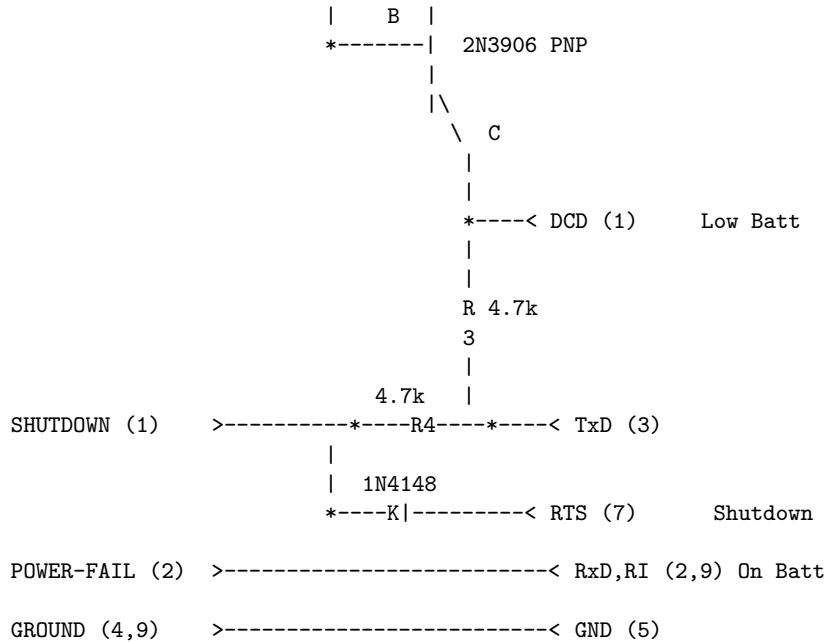 |     B  |
*-------|   2N3906 PNP
|
|\
\   C
|
|
*----< DCD (1)      Low Batt
|
|
R 4.7k
3
|
4.7k   |
SHUTDOWN (1)     >----------*----R4----*----< TxD (3)
|
|   1N4148
*----K|---------< RTS (7)      Shutdown
POWER-FAIL (2)   >--------------------------< RxD,RI (2,9) On Batt
GROUND (4,9)     >--------------------------< GND (5)